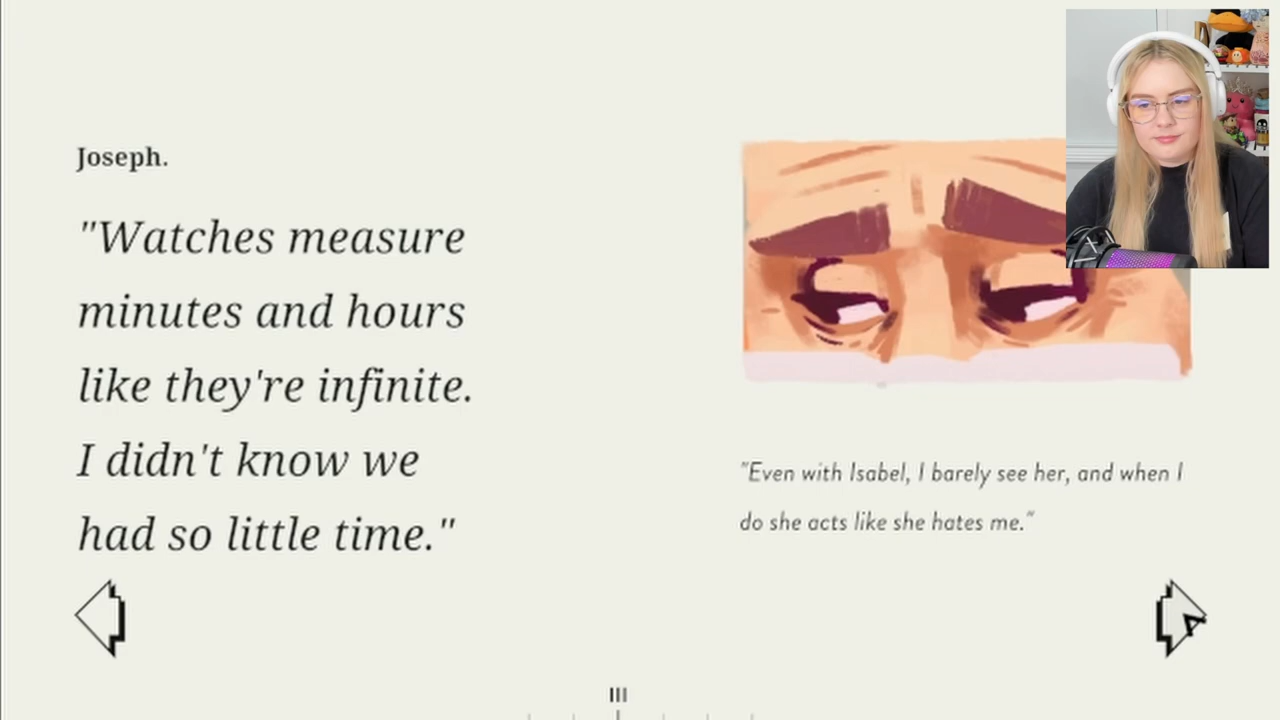 Joseph.
"Watches measure
minutes and hours
like they're infinite.
I didn't know we
had so little time."
"Even with Isabel, I barely see her, and when I
do she acts like she hates me."
III